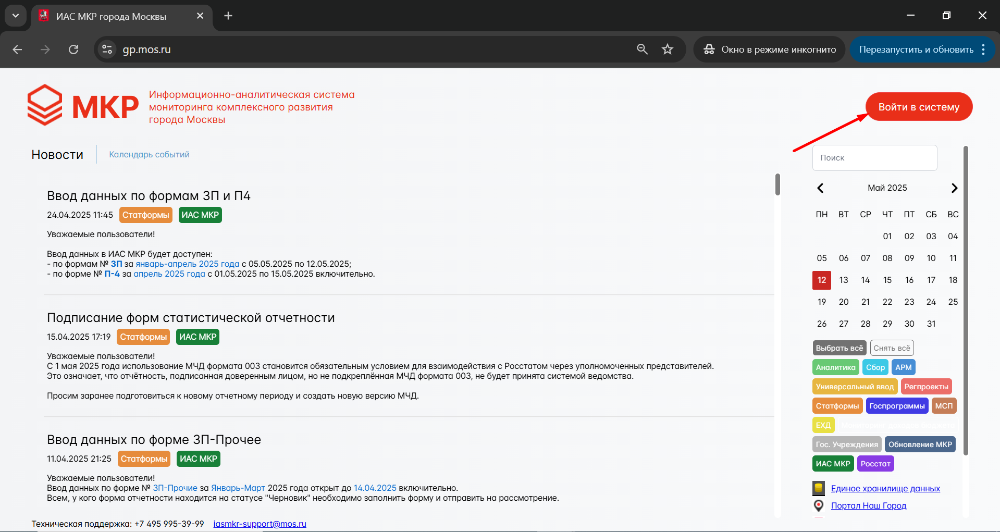 ИАС МКР города Москвы
gp.mos.ru
Окно в режиме инкогнито
Перезапустить и обновить
МКР
Информационно-аналитическая система
мониторинга комплексного развития
города Москвы
Войти в систему
Новости
Календарь событий
Ввод данных по формам ЗП и П4
24.04.2025 11:45 Статформы ИАС МКР
Уважаемые пользователи!
Ввод данных в ИАС МКР будет доступен:
- по формам № ЗП за январь-апрель 2025 года с 05.05.2025 по 12.05.2025;
- по форме № П-4 за апрель 2025 года с 01.05.2025 по 15.05.2025 включительно.
Подписание форм статистической отчетности
15.04.2025 17:19 Статформы ИАС МКР
Уважаемые пользователи!
С 1 мая 2025 года использование МЧД формата 003 становится обязательным условием для взаимодействия с Росстатом через уполномоченных представителей.
Это означает, что отчётность, подписанная доверенным лицом, но не подкреплённая МЧД формата 003, не будет принята системой ведомства.
Просим заранее подготовиться к новому отчетному периоду и создать новую версию МЧД.
Ввод данных по форме ЗП-Прочее
11.04.2025 21:25 Статформы ИАС МКР
Уважаемые пользователи!
Ввод данных по форме № ЗП-Прочие за Январь-Март 2025 года открыт до 14.04.2025 включительно.
Всем, у кого форма отчетности находится на статусе "Черновик" необходимо заполнить форму и отправить на рассмотрение.
Поиск
Май 2025
ПН ВТ СР ЧТ ПТ СБ ВС
01 02 03 04
05 06 07 08 09 10 11
12 13 14 15 16 17 18
19 20 21 22 23 24 25
26 27 28 29 30 31
Выбрать всё Снять всё
Аналитика Сбор АРМ
Универсальный ввод Регпроекты
Статформы Госпрограммы МСП
ЕХД Мониторинг доходов бюджета
Гос. Учреждения Обновление МКР
ИАС МКР Росстат
Единое хранилище данных
Портал Наш Город
Техническая поддержка: +7 495 995-39-99 iasmkr-support@mos.ru